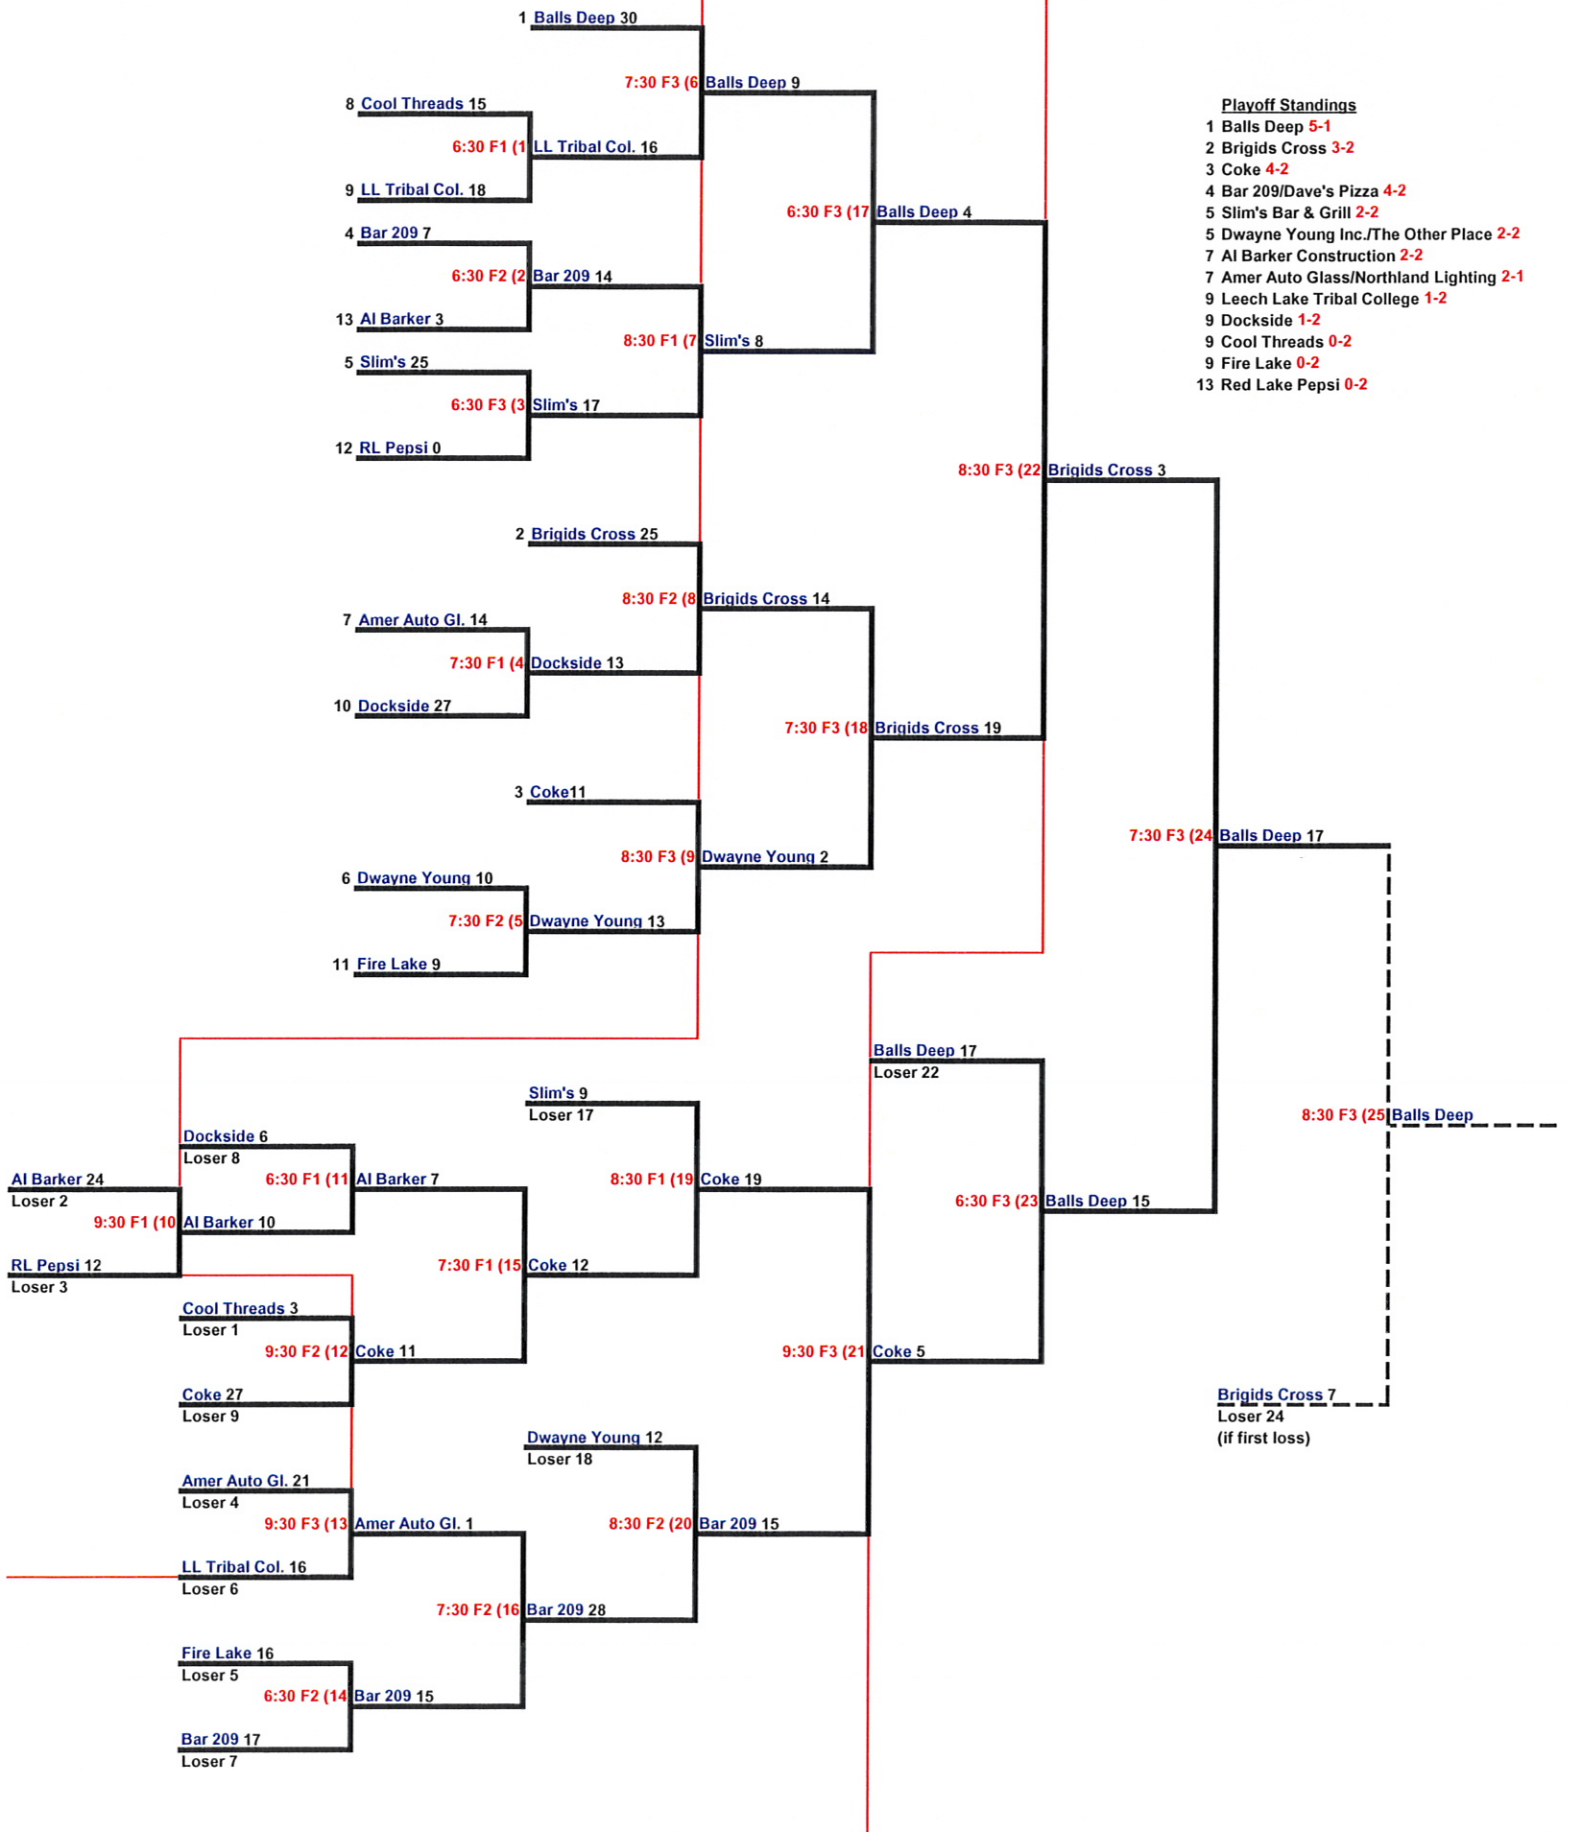 1 Balls Deep 30
7:30 F3 (6 Balls Deep 9
8 Cool Threads 15
6:30 F1 (1 LL Tribal Col. 16
9 LL Tribal Col. 18
6:30 F3 (17 Balls Deep 4
4 Bar 209 7
6:30 F2 (2 Bar 209 14
13 Al Barker 3
8:30 F1 (7 Slim's 8
5 Slim's 25
6:30 F3 (3 Slim's 17
12 RL Pepsi 0
Playoff Standings
1 Balls Deep 5-1
2 Brigids Cross 3-2
3 Coke 4-2
4 Bar 209/Dave's Pizza 4-2
5 Slim's Bar & Grill 2-2
5 Dwayne Young Inc./The Other Place 2-2
7 Al Barker Construction 2-2
7 Amer Auto Glass/Northland Lighting 2-1
9 Leech Lake Tribal College 1-2
9 Dockside 1-2
9 Cool Threads 0-2
9 Fire Lake 0-2
13 Red Lake Pepsi 0-2
8:30 F3 (22 Brigids Cross 3
2 Brigids Cross 25
8:30 F2 (8 Brigids Cross 14
7 Amer Auto Gl. 14
7:30 F1 (4 Dockside 13
10 Dockside 27
7:30 F3 (18 Brigids Cross 19
3 Coke11
8:30 F3 (9 Dwayne Young 2
6 Dwayne Young 10
7:30 F2 (5 Dwayne Young 13
11 Fire Lake 9
7:30 F3 (24 Balls Deep 17
Balls Deep 17
Loser 22
Slim's 9
Loser 17
8:30 F3 (25 Balls Deep
Dockside 6
Loser 8
Al Barker 24
Loser 2
6:30 F1 (11 Al Barker 7
8:30 F1 (19 Coke 19
6:30 F3 (23 Balls Deep 15
9:30 F1 (10 Al Barker 10
RL Pepsi 12
Loser 3
7:30 F1 (15 Coke 12
Cool Threads 3
Loser 1
9:30 F2 (12 Coke 11
9:30 F3 (21 Coke 5
Coke 27
Loser 9
Brigids Cross 7
Loser 24
(if first loss)
Dwayne Young 12
Loser 18
Amer Auto Gl. 21
Loser 4
9:30 F3 (13 Amer Auto Gl. 1
8:30 F2 (20 Bar 209 15
LL Tribal Col. 16
Loser 6
7:30 F2 (16 Bar 209 28
Fire Lake 16
Loser 5
6:30 F2 (14 Bar 209 15
Bar 209 17
Loser 7